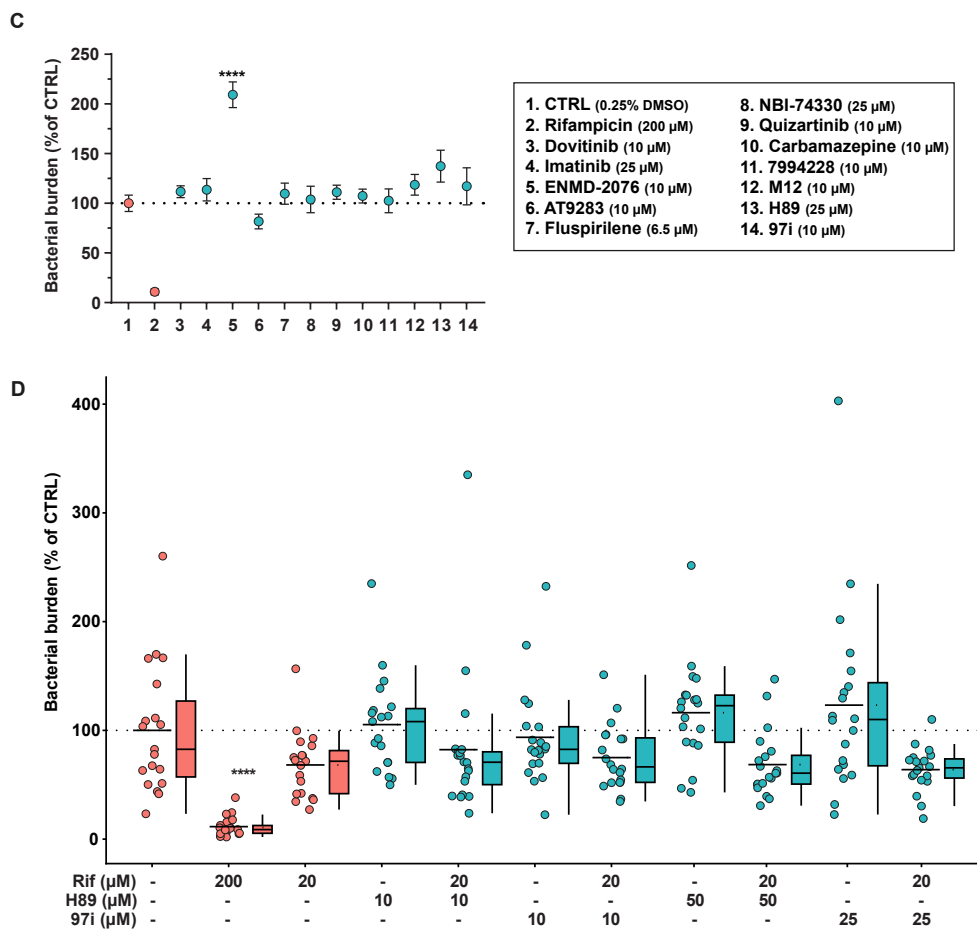 C
250
200
150
100
50
0
Bacterial burden (%of CTRL)
****
1 2 3 4 5 6 7 8 9 10 11 12 13 14
1. CTRL (0.25% DMSO)
2. Rifampicin (200 µM)
3. Dovitinib (10 µM)
4. Imatinib (25 µM)
5. ENMD-2076 (10 µM)
6. AT9283 (10 µM)
7. Fluspirilene (6.5 µM)
8. NBI-74330 (25 µM)
9. Quizartinib (10 µM)
10. Carbamazepine (10 µM)
11. 7994228 (10 µM)
12. M12 (10 µM)
13. H89 (25 µM)
14. 97i (10 µM)
D
400
300
200
100
0
Bacterial burden (% of CTRL)
****
Rif (µM) - 200 20 - 20 - 20 - 20 - 20
H89 (µM) - - - 10 10 - - 50 50 - -
97i (µM) - - - - - 10 10 - - 25 25